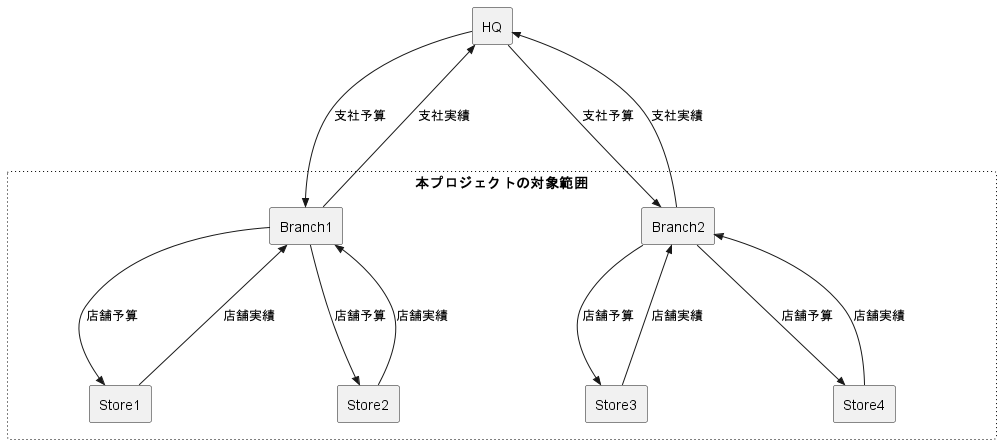 HQ
支社予算
支社実績
支社予算
支社実績
本プロジェクトの対象範囲
Branch1
Branch2
店舗予算
店舗実績
店舗予算
店舗実績
店舗予算
店舗実績
店舗予算
店舗実績
Store1
Store2
Store3
Store4